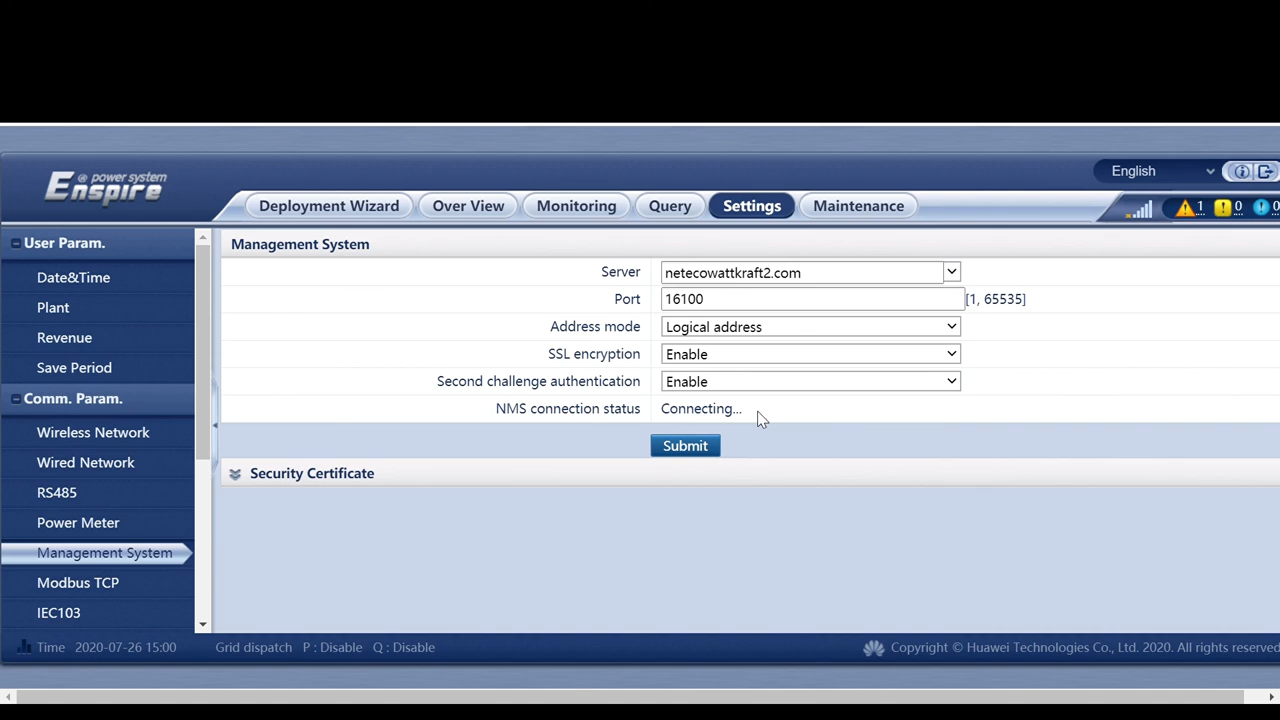 Enspire @ power system
English
Deployment Wizard Over View Monitoring Query Settings Maintenance
1 0 0
User Param.
Date&Time
Plant
Revenue
Save Period
Comm. Param.
Wireless Network
Wired Network
RS485
Power Meter
Management System
Modbus TCP
IEC103
Management System
Server netecowattkraft2.com
Port 16100 [1, 65535]
Address mode Logical address
SSL encryption Enable
Second challenge authentication Enable
NMS connection status Connecting...
Submit
Security Certificate
Time 2020-07-26 15:00 Grid dispatch P : Disable Q : Disable Copyright © Huawei Technologies Co., Ltd. 2020. All rights reserved